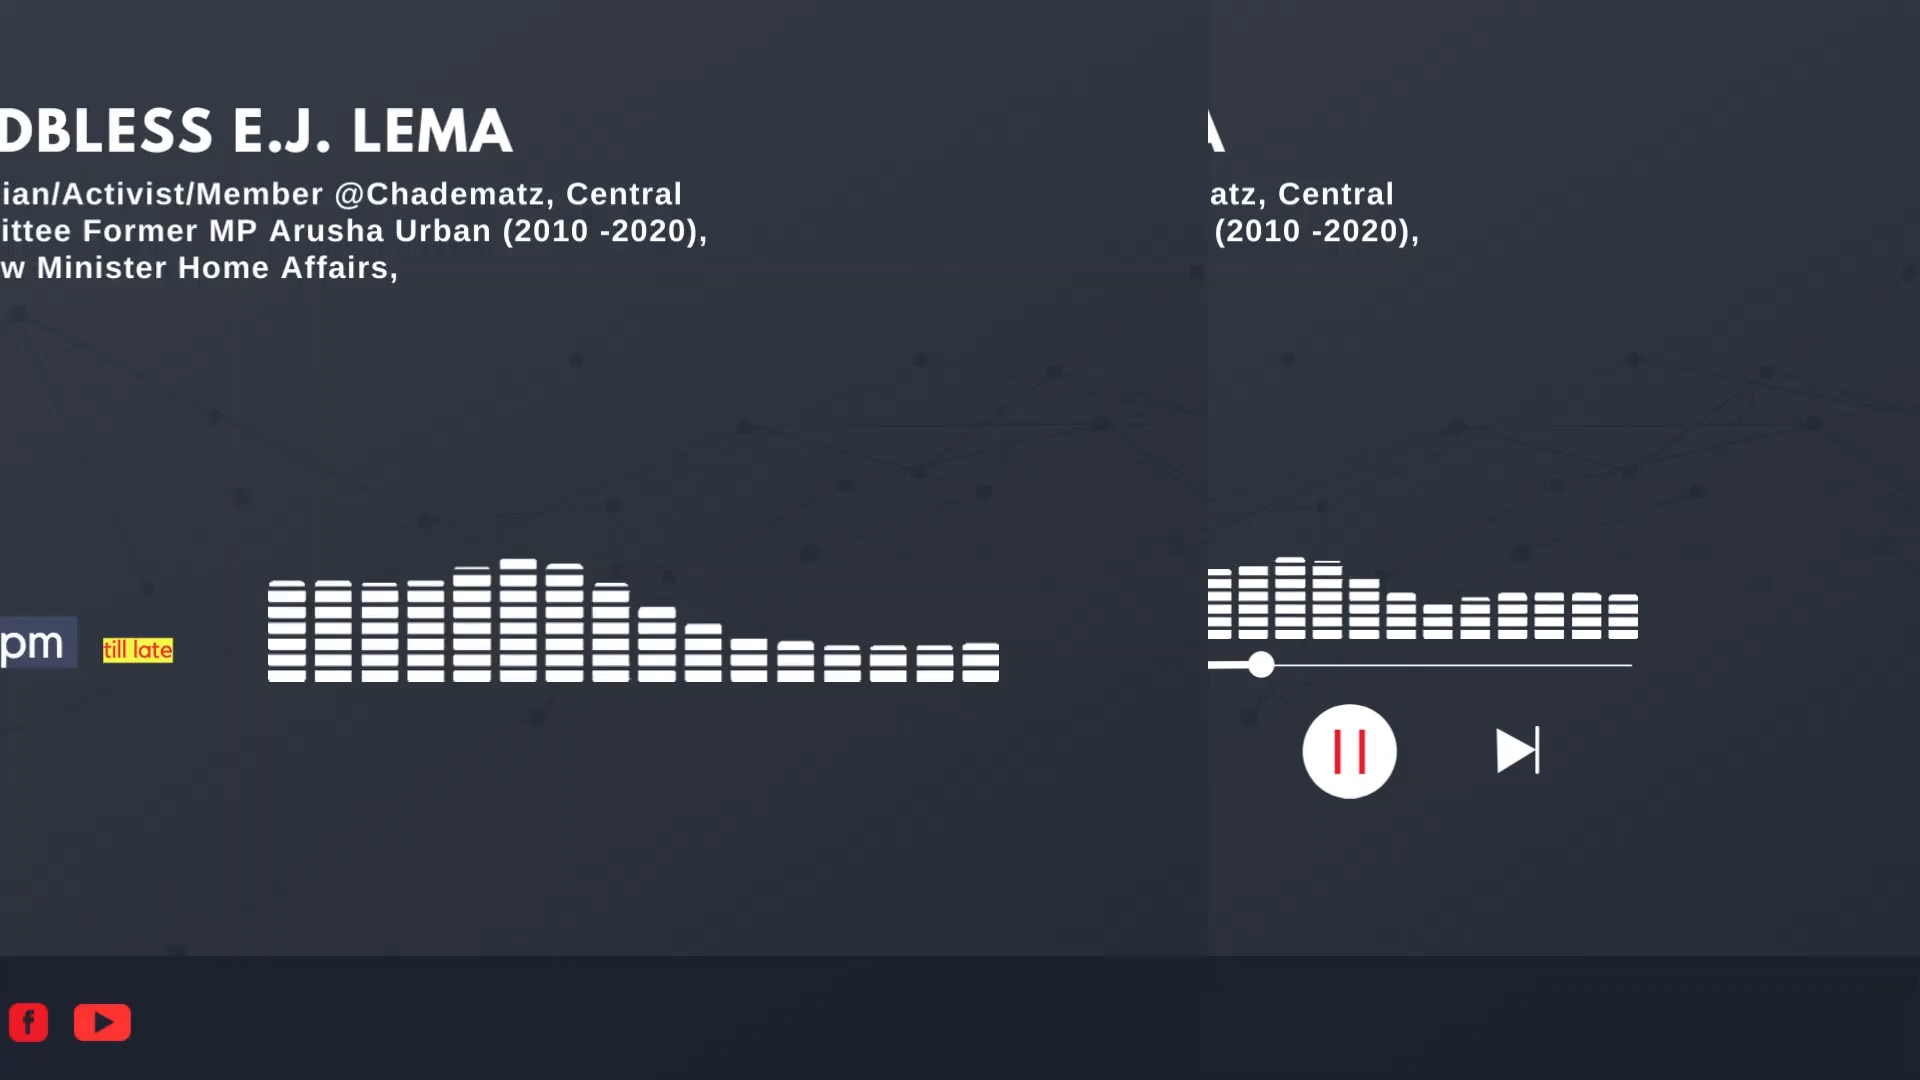 DBLESS E.J. LEMA
ian/Activist/Member @Chadematz, Central
ittee Former MP Arusha Urban (2010 -2020),
w Minister Home Affairs,
pm
till late
A
atz, Central
(2010 -2020),